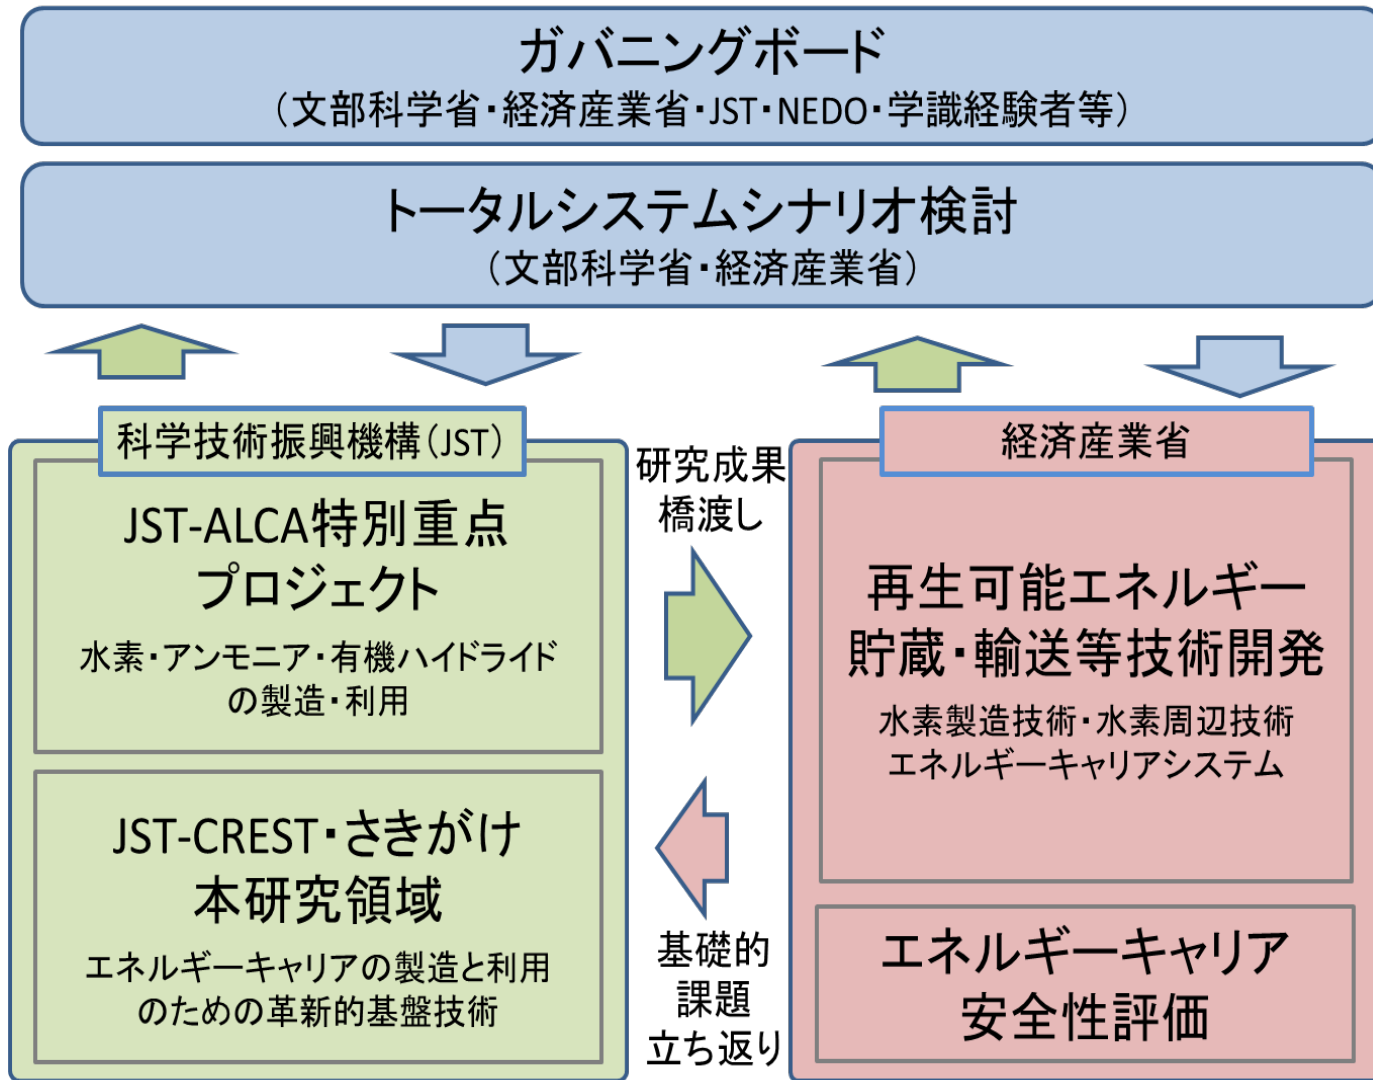 ガバニングボード
(文部科学省・経済産業省・JST・NEDO・学識経験者等)
トータルシステムシナリオ検討
(文部科学省・経済産業省)
科学技術振興機構(JST)
JST-ALCA特別重点
プロジェクト
水素・アンモニア・有機ハイドライド
の製造・利用
JST-CREST・さきがけ
本研究領域
エネルギーキャリアの製造と利用
のための革新的基盤技術
研究成果
橋渡し
基礎的
課題
立ち返り
経済産業省
再生可能エネルギー
貯蔵・輸送等技術開発
水素製造技術・水素周辺技術
エネルギーキャリアシステム
エネルギーキャリア
安全性評価